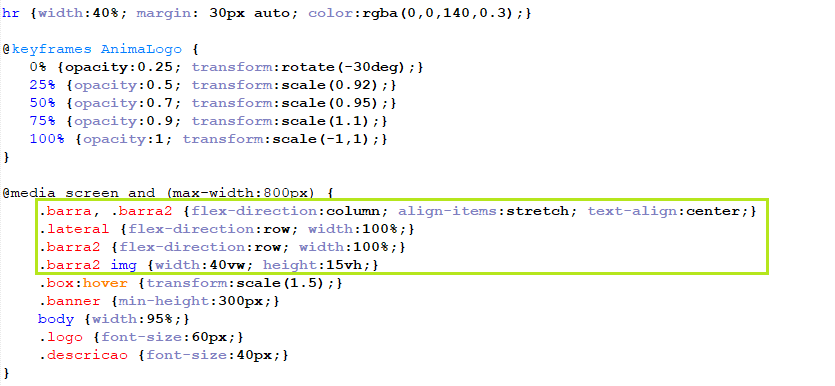 hr {width:40%; margin: 30px auto; color:rgba(0,0,140,0.3);}
@keyframes AnimaLogo {
0% {opacity:0.25; transform:rotate(-30deg);}
25% {opacity:0.5; transform:scale(0.92);}
50% {opacity:0.7; transform:scale(0.95);}
75% {opacity:0.9; transform:scale(1.1);}
100% {opacity:1; transform:scale(-1,1);}
}
@media screen and (max-width:800px) {
.barra, .barra2 {flex-direction:column; align-items:stretch; text-align:center;}
.lateral {flex-direction:row; width:100%;}
.barra2 {flex-direction:row; width:100%;}
.barra2 img {width:40vw; height:15vh;}
.box:hover {transform:scale(1.5);}
.banner {min-height:300px;}
body {width:95%;}
.logo {font-size:60px;}
.descricao {font-size:40px;}
}